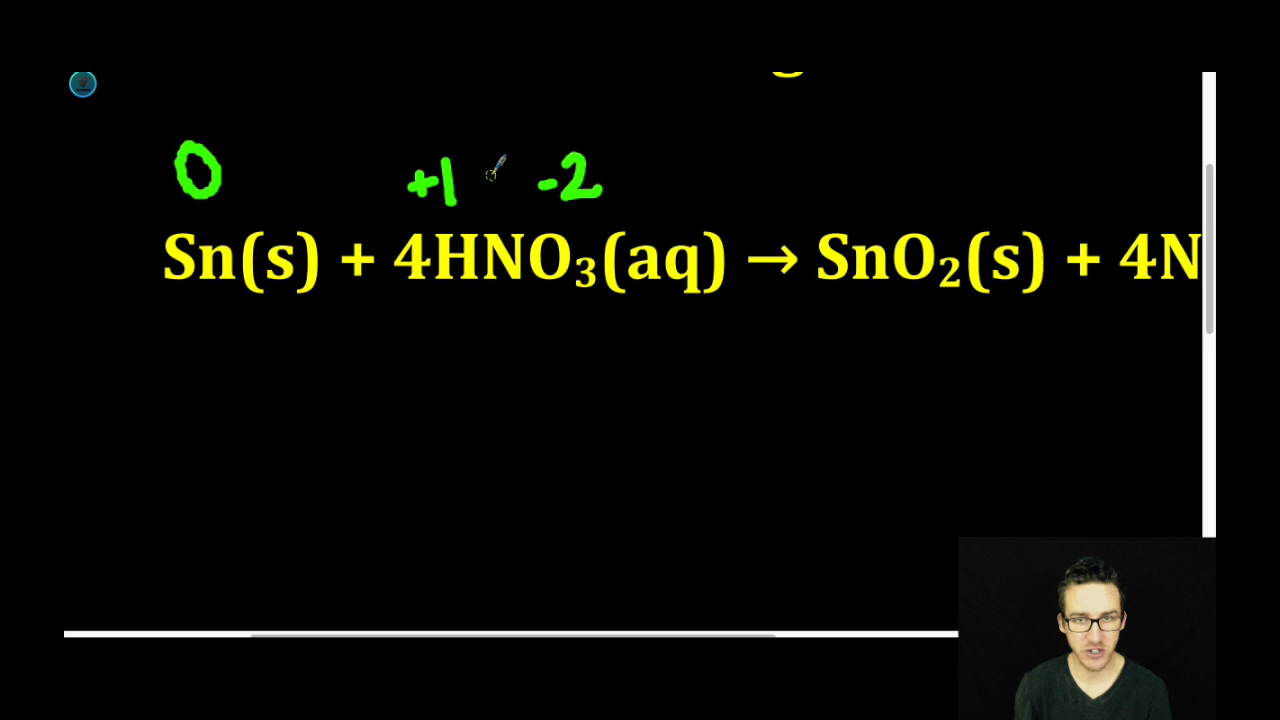 0 +1 -2
Sn(s) + 4HNO₃(aq) → SnO₂(s) + 4N